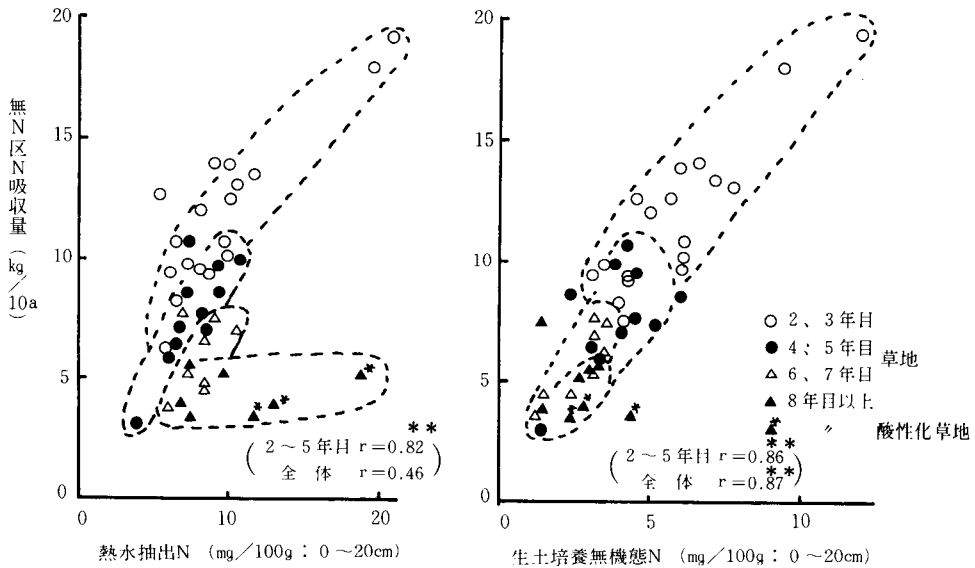 無N区N吸収量(kg／10a)
20
15
10
5
0
0 10 20
熱水抽出N (mg／100g：0～20cm)
2～5年目 r=0.82**
全体 r=0.46
20
15
10
5
0
0 5 10
生土培養無機態N (mg／100g：0～20cm)
○ 2、3年目
● 4、5年目 草地
△ 6、7年目
▲ 8年目以上
▲* 〃 酸性化草地
2～5年目 r=0.86**
全体 r=0.87**